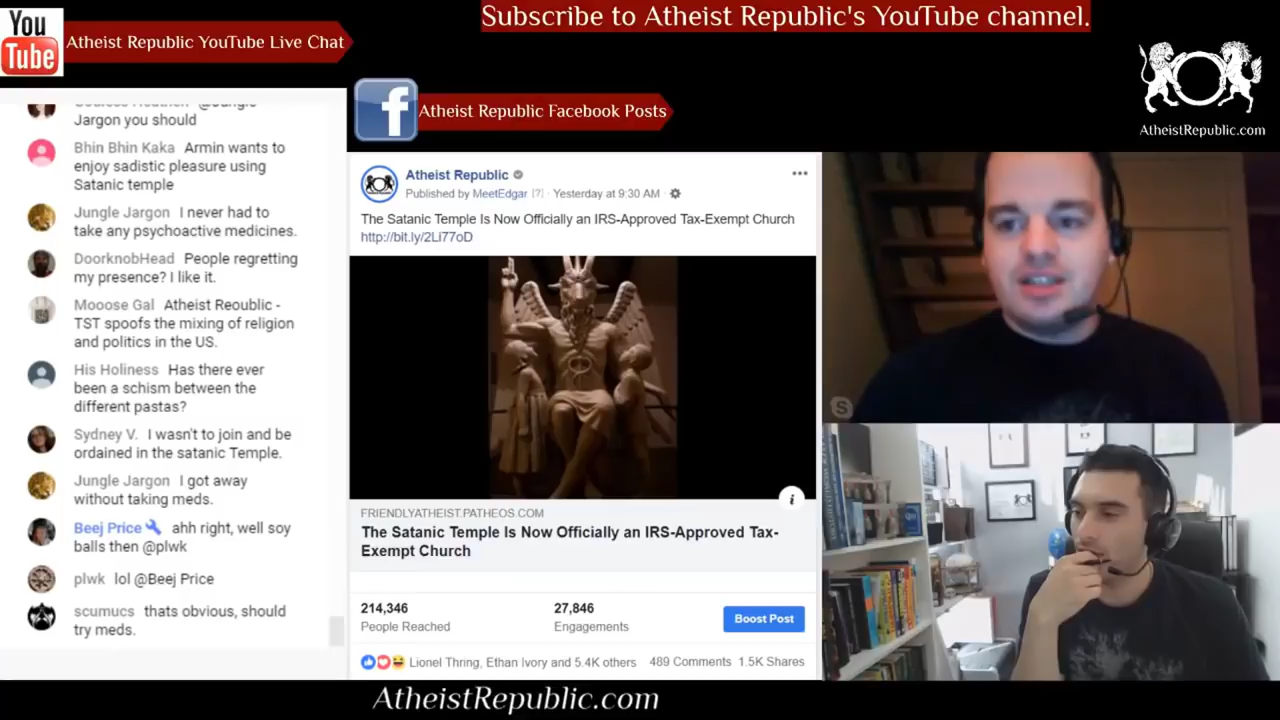 Subscribe to Atheist Republic's YouTube channel.
You
Tube
Atheist Republic YouTube Live Chat
AtheistRepublic.com
f
Atheist Republic Facebook Posts
Jargon you should
Bhin Bhin Kaka Armin wants to
enjoy sadistic pleasure using
Satanic temple
Jungle Jargon I never had to
take any psychoactive medicines.
DoorknobHead People regretting
my presence? I like it.
Mooose Gal Atheist Reoublic -
TST spoofs the mixing of religion
and politics in the US.
His Holiness Has there ever
been a schism between the
different pastas?
Sydney V. I wasn't to join and be
ordained in the satanic Temple.
Jungle Jargon I got away
without taking meds.
Beej Price ahh right, well soy
balls then @plwk
plwk lol @Beej Price
scumucs thats obvious, should
try meds.
Atheist Republic
Published by MeetEdgar [?] · Yesterday at 9:30 AM ·
The Satanic Temple Is Now Officially an IRS-Approved Tax-Exempt Church
http://bit.ly/2LI77oD
FRIENDLYATHEIST.PATHEOS.COM
The Satanic Temple Is Now Officially an IRS-Approved Tax-
Exempt Church
214,346 27,846
People Reached Engagements
Boost Post
Lionel Thring, Ethan Ivory and 5.4K others 489 Comments 1.5K Shares
AtheistRepublic.com